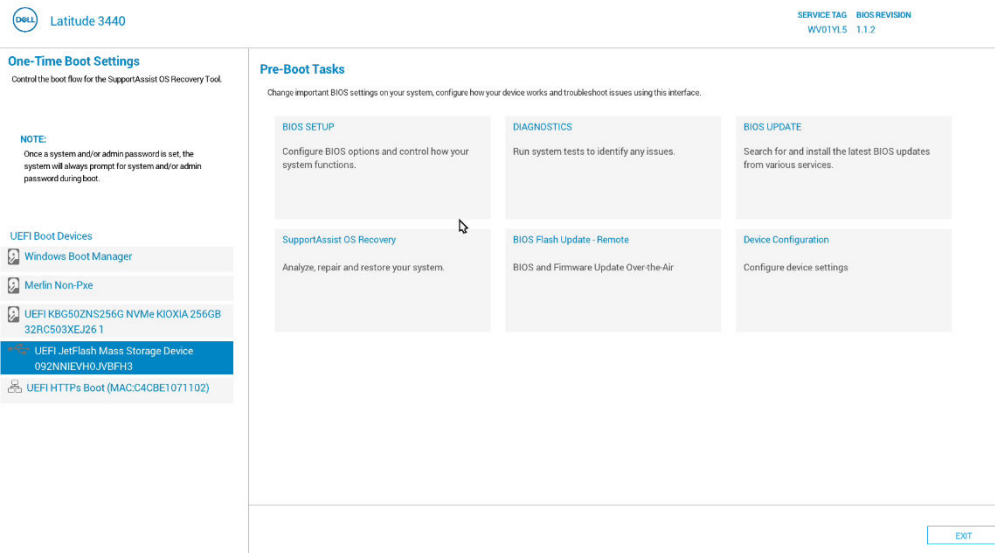 DELL
Latitude 3440
SERVICE TAG BIOS REVISION
WV01YL5 1.1.2
One-Time Boot Settings
Control the boot flow for the SupportAssist OS Recovery Tool.
NOTE:
Once a system and/or admin password is set, the
system will always prompt for system and/or admin
password during boot.
UEFI Boot Devices
Windows Boot Manager
Merlin Non-Pxe
UEFI KBG50ZNS256G NVMe KIOXIA 256GB
32RC503XEJ26 1
UEFI JetFlash Mass Storage Device
092NNIEVH0JVBFH3
UEFI HTTPs Boot (MAC:C4CBE1071102)
Pre-Boot Tasks
Change important BIOS settings on your system, configure how your device works and troubleshoot issues using this interface.
BIOS SETUP
Configure BIOS options and control how your
system functions.
DIAGNOSTICS
Run system tests to identify any issues.
BIOS UPDATE
Search for and install the latest BIOS updates
from various services.
SupportAssist OS Recovery
Analyze, repair and restore your system.
BIOS Flash Update - Remote
BIOS and Firmware Update Over-the-Air
Device Configuration
Configure device settings
EXIT